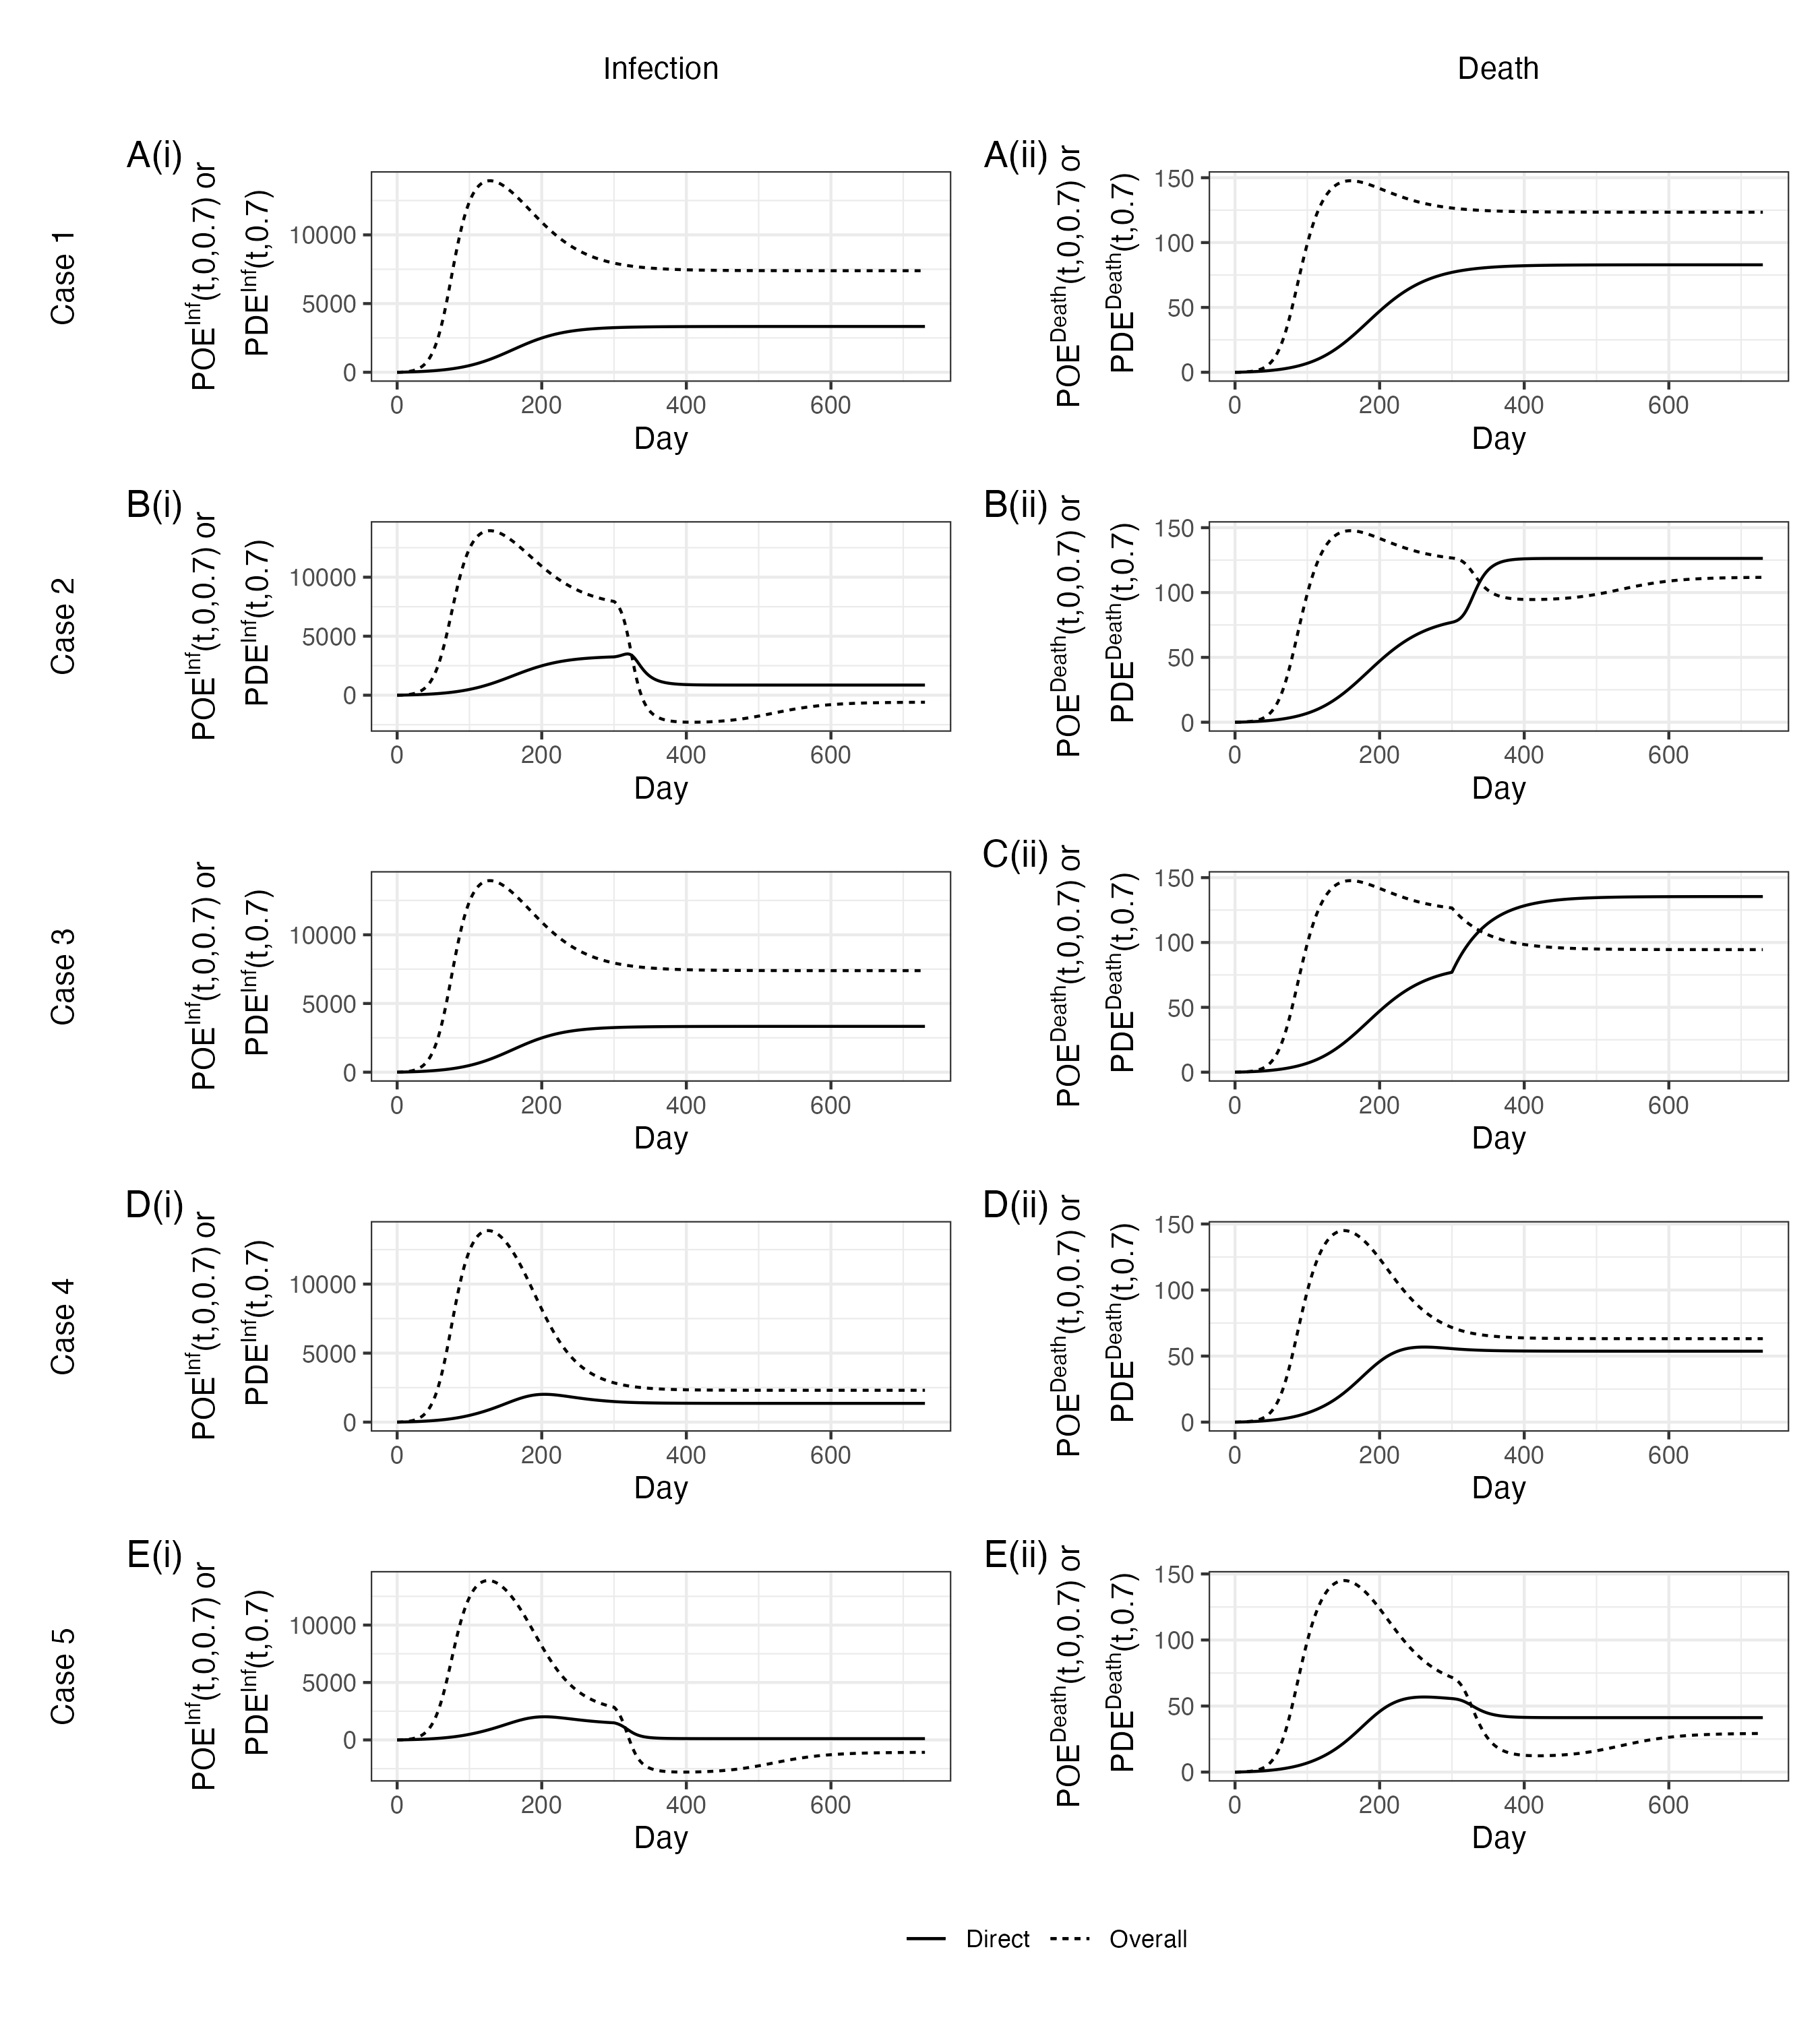 Infection
Death
A(i)
A(ii)
Case 1
POE^Inf(t,0,0.7) or
PDE^Inf(t,0.7)
10000
5000
0
0 200 400 600
Day
POE^Death(t,0,0.7) or
PDE^Death(t,0.7)
150
100
50
0
0 200 400 600
Day
B(i)
B(ii)
Case 2
POE^Inf(t,0,0.7) or
PDE^Inf(t,0.7)
10000
5000
0
0 200 400 600
Day
POE^Death(t,0,0.7) or
PDE^Death(t,0.7)
150
100
50
0
0 200 400 600
Day
C(ii)
Case 3
POE^Inf(t,0,0.7) or
PDE^Inf(t,0.7)
10000
5000
0
0 200 400 600
Day
POE^Death(t,0,0.7) or
PDE^Death(t,0.7)
150
100
50
0
0 200 400 600
Day
D(i)
D(ii)
Case 4
POE^Inf(t,0,0.7) or
PDE^Inf(t,0.7)
10000
5000
0
0 200 400 600
Day
POE^Death(t,0,0.7) or
PDE^Death(t,0.7)
150
100
50
0
0 200 400 600
Day
E(i)
E(ii)
Case 5
POE^Inf(t,0,0.7) or
PDE^Inf(t,0.7)
10000
5000
0
0 200 400 600
Day
POE^Death(t,0,0.7) or
PDE^Death(t,0.7)
150
100
50
0
0 200 400 600
Day
Direct Overall